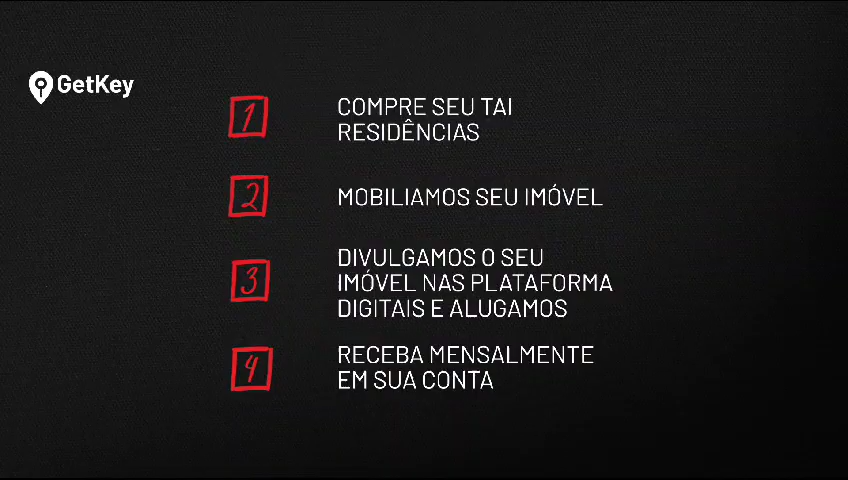 GetKey
1
COMPRE SEU TAI
RESIDÊNCIAS
2
MOBILIAMOS SEU IMÓVEL
3
DIVULGAMOS O SEU
IMÓVEL NAS PLATAFORMA
DIGITAIS E ALUGAMOS
4
RECEBA MENSALMENTE
EM SUA CONTA